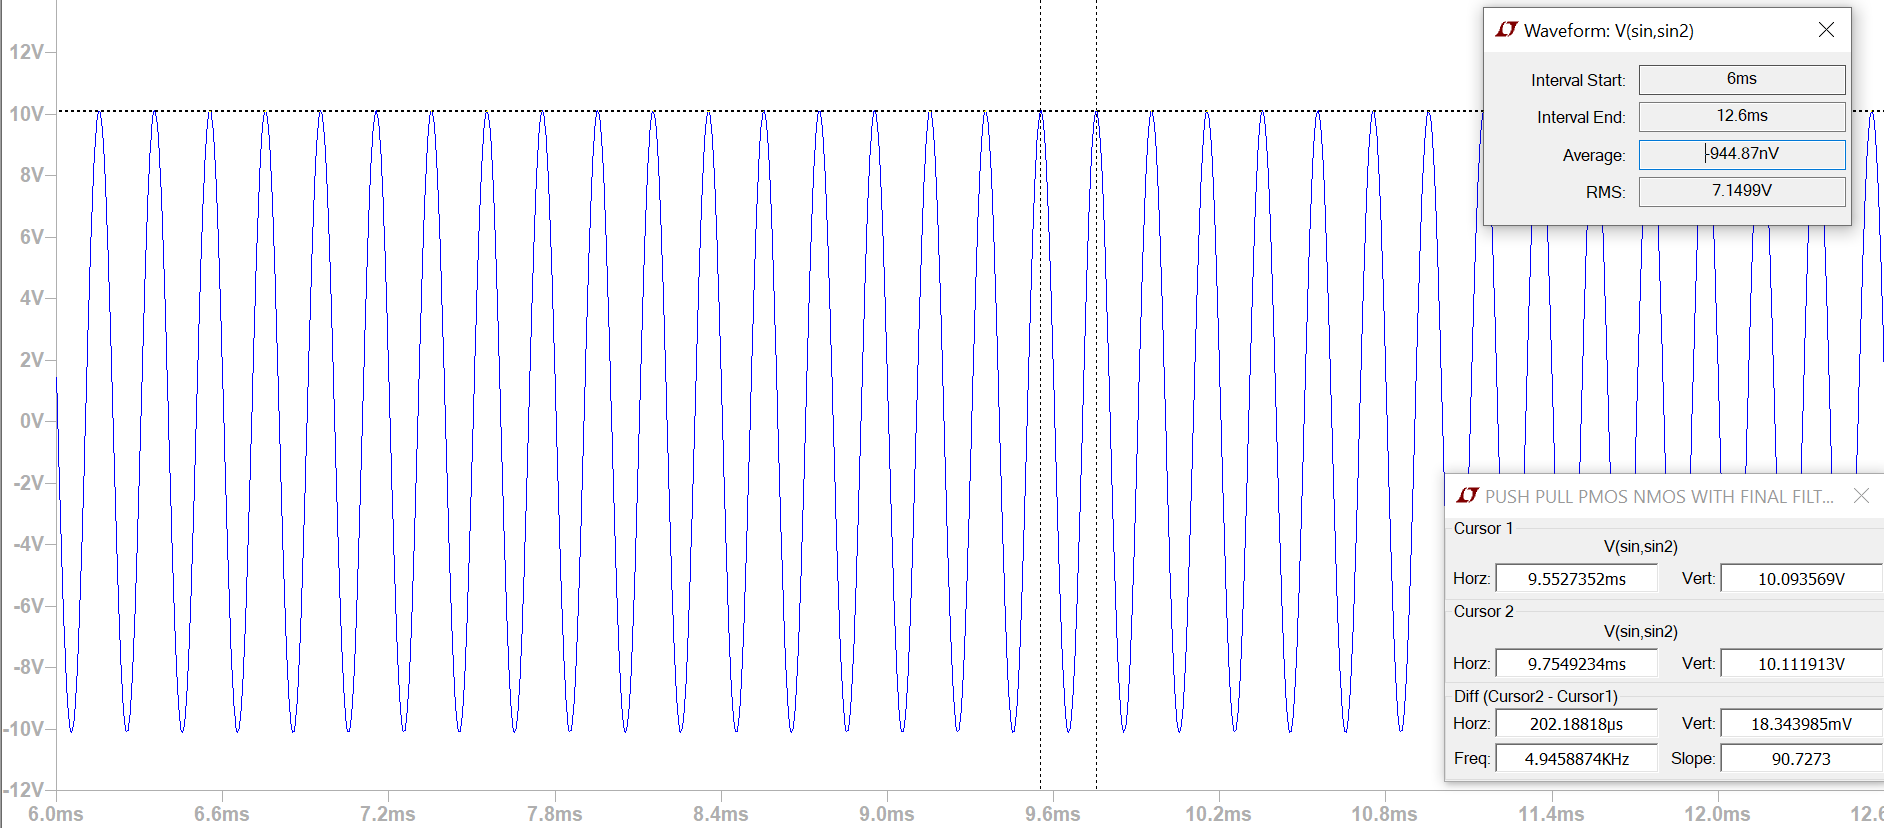 12V
10V
8V
6V
4V
2V
0V
-2V
-4V
-6V
-8V
-10V
-12V
6.0ms 6.6ms 7.2ms 7.8ms 8.4ms 9.0ms 9.6ms 10.2ms 10.8ms 11.4ms 12.0ms 12.6
Waveform: V(sin,sin2)
Interval Start: 6ms
Interval End: 12.6ms
Average: -944.87nV
RMS: 7.1499V
PUSH PULL PMOS NMOS WITH FINAL FILT...
Cursor 1
V(sin,sin2)
Horz: 9.5527352ms Vert: 10.093569V
Cursor 2
V(sin,sin2)
Horz: 9.7549234ms Vert: 10.111913V
Diff (Cursor2 - Cursor1)
Horz: 202.18818µs Vert: 18.343985mV
Freq: 4.9458874KHz Slope: 90.7273